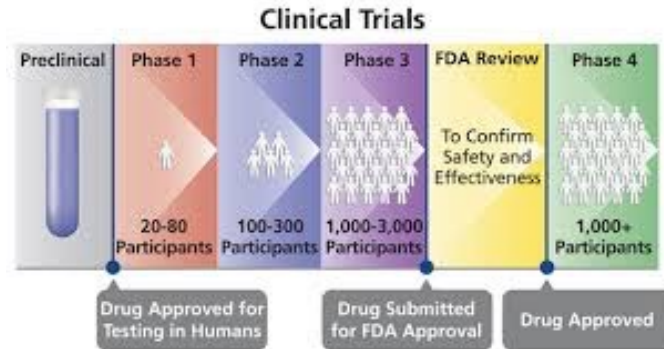 Clinical Trials
Preclinical
Phase 1
Phase 2
Phase 3
FDA Review
Phase 4
To Confirm
Safety and
Effectiveness
20-80
Participants
100-300
Participants
1,000-3,000
Participants
1,000+
Participants
Drug Approved for
Testing in Humans
Drug Submitted
for FDA Approval
Drug Approved